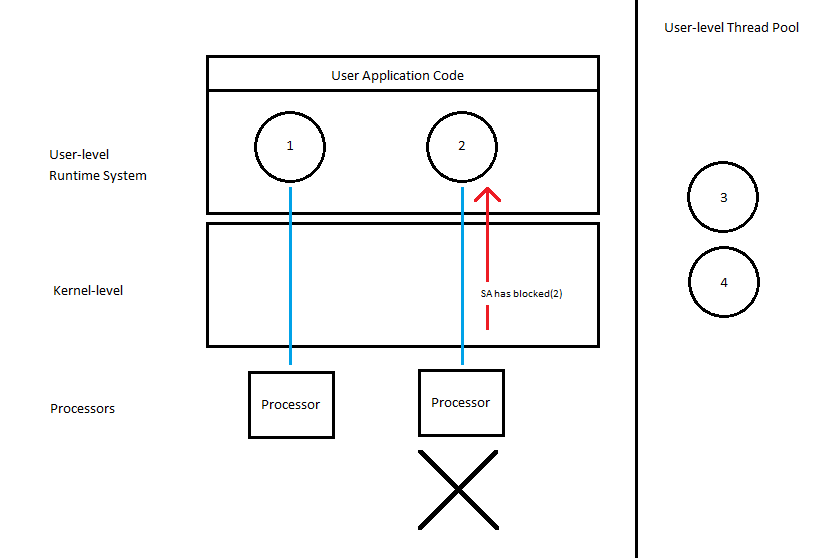 User-level Thread Pool
User Application Code
1
2
User-level
Runtime System
3
4
Kernel-level
SA has blocked(2)
Processors
Processor
Processor